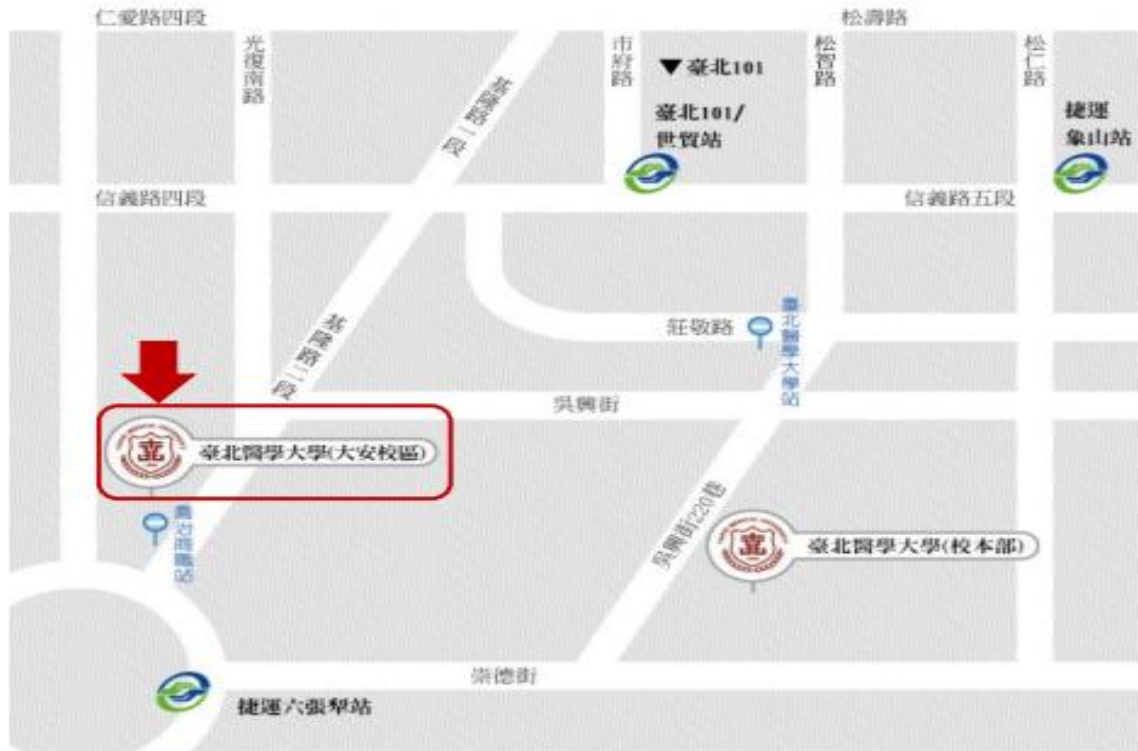 仁愛路四段
松壽路
光復南路
基隆路一段
市府路
▼臺北101
臺北101/
世貿站
松智路
松仁路
捷運
象山站
信義路四段
信義路五段
基隆路二段
莊敬路
臺北醫學大學站
吳興街
臺北醫學大學(大安校區)
喬治商職站
吳興街220巷
臺北醫學大學(校本部)
崇德街
捷運六張犁站